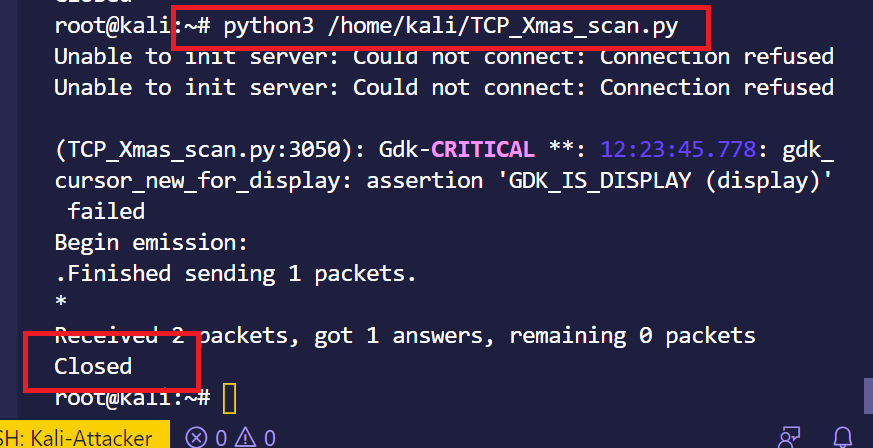 Closed
root@kali:~# python3 /home/kali/TCP_Xmas_scan.py
Unable to init server: Could not connect: Connection refused
Unable to init server: Could not connect: Connection refused
(TCP_Xmas_scan.py:3050): Gdk-CRITICAL **: 12:23:45.778: gdk_
cursor_new_for_display: assertion 'GDK_IS_DISPLAY (display)'
failed
Begin emission:
.Finished sending 1 packets.
*
Received 2 packets, got 1 answers, remaining 0 packets
Closed
root@kali:~#
SH: Kali-Attacker 0 0